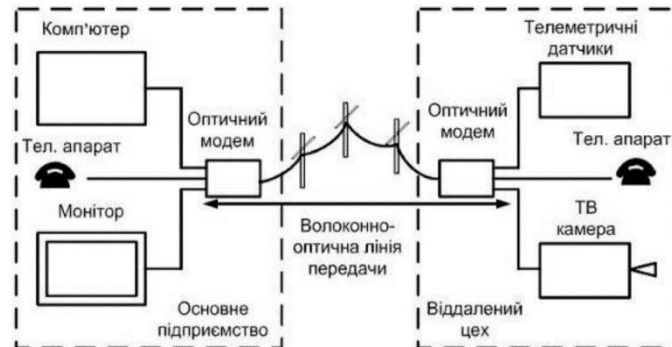 Комп'ютер
Тел. апарат
Монітор
Оптичний
модем
Основне
підприємство
Волоконно-
оптична лінія
передачи
Оптичний
модем
Телеметричні
датчики
Тел. апарат
ТВ
камера
Віддалений
цех